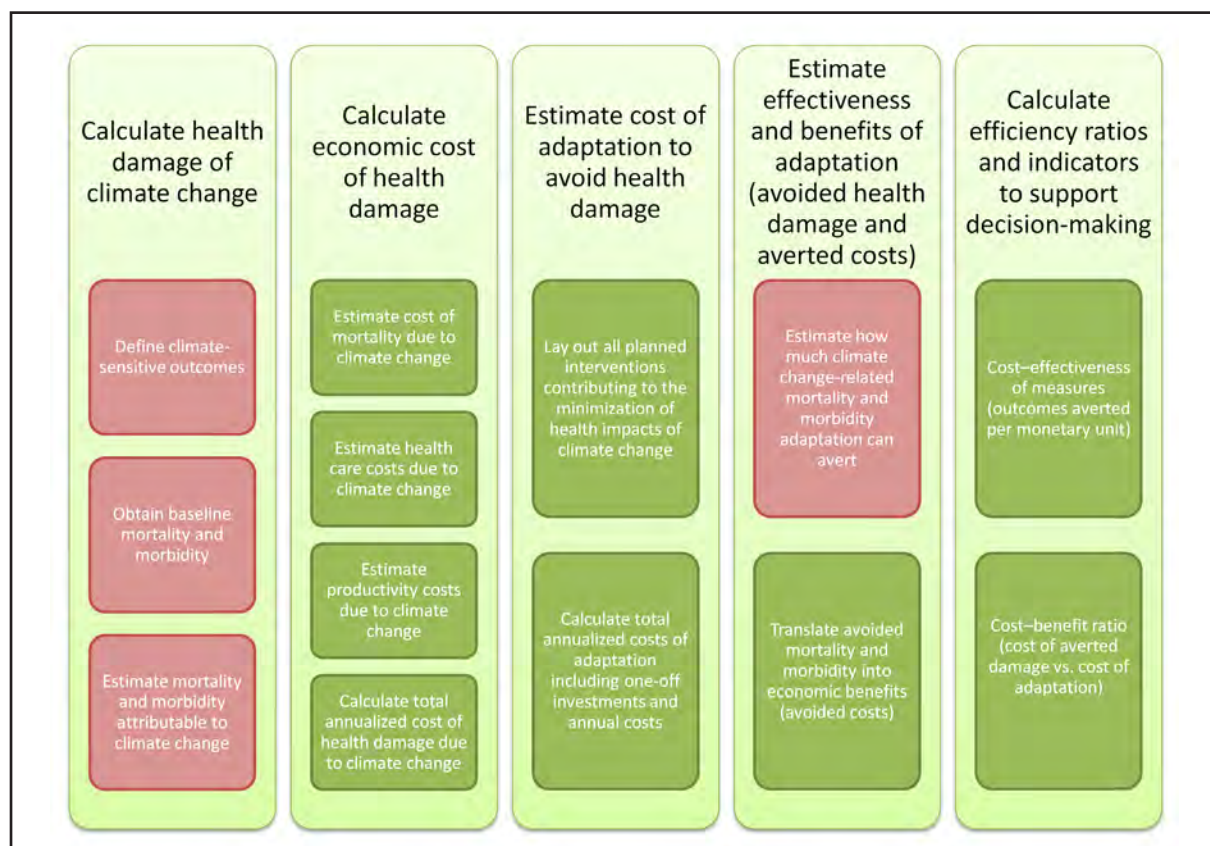 Calculate health
damage of
climate change
Define climate-
sensitive outcomes
Obtain baseline
mortality and
morbidity
Estimate mortality
and morbidity
attributable to
climate change
Calculate
economic cost
of health
damage
Estimate cost of
mortality due to
climate change
Estimate health
care costs due to
climate change
Estimate
productivity costs
due to climate
change
Calculate total
annualized cost of
health damage due
to climate change
Estimate cost of
adaptation to
avoid health
damage
Lay out all planned
interventions
contributing to the
minimization of
health impacts of
climate change
Calculate total
annualized costs of
adaptation
including one-off
investments and
annual costs
Estimate
effectiveness
and benefits of
adaptation
(avoided health
damage and
averted costs)
Estimate how
much climate
change-related
mortality and
morbidity
adaptation can
avert
Translate avoided
mortality and
morbidity into
economic benefits
(avoided costs)
Calculate
efficiency ratios
and indicators
to support
decision-making
Cost–effectiveness
of measures
(outcomes averted
per monetary unit)
Cost–benefit ratio
(cost of averted
damage vs. cost of
adaptation)